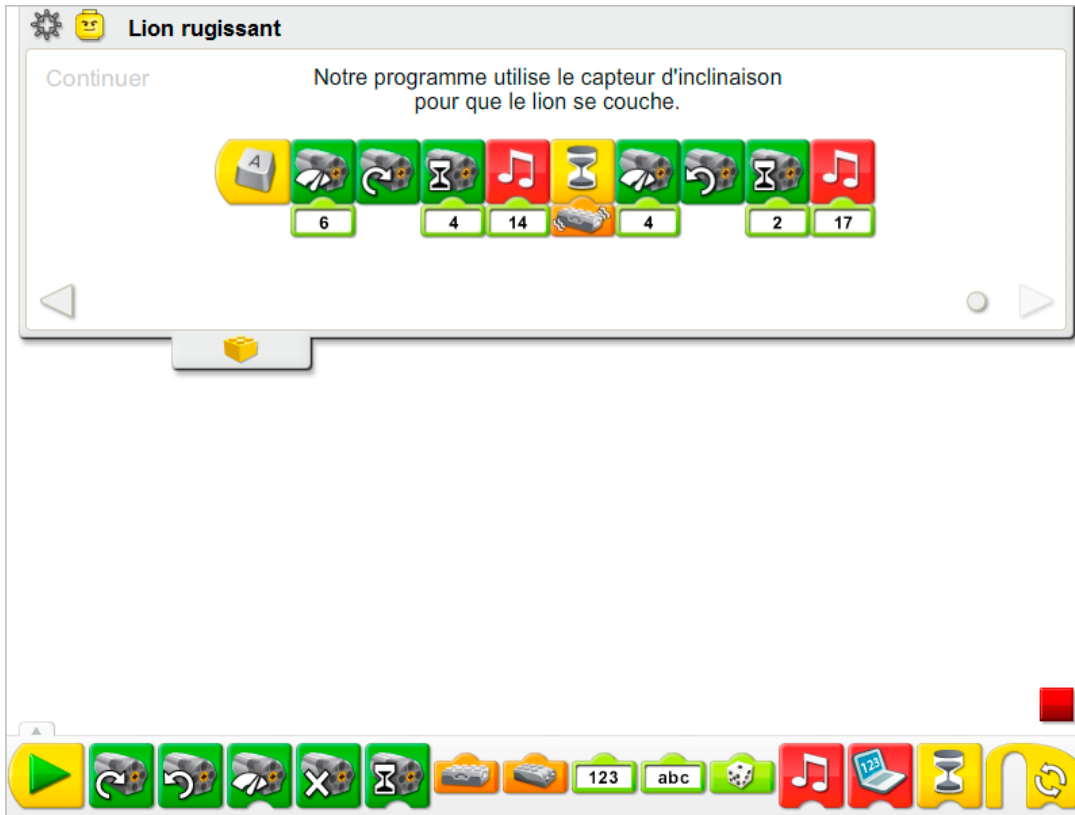 Lion rugissant
Continuer
Notre programme utilise le capteur d'inclinaison
pour que le lion se couche.
A
6 4 14 4 2 17
123 abc 123